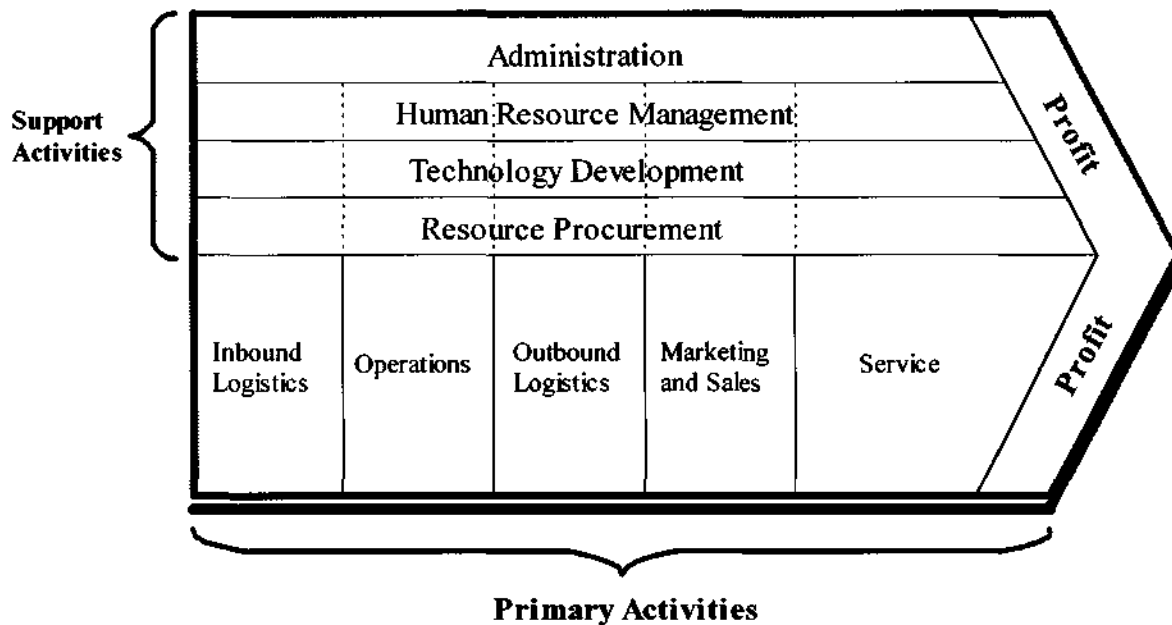 Administration
Human Resource Management
Technology Development
Resource Procurement
Support
Activities
Profit
Profit
Inbound
Logistics
Operations
Outbound
Logistics
Marketing
and Sales
Service
Primary Activities